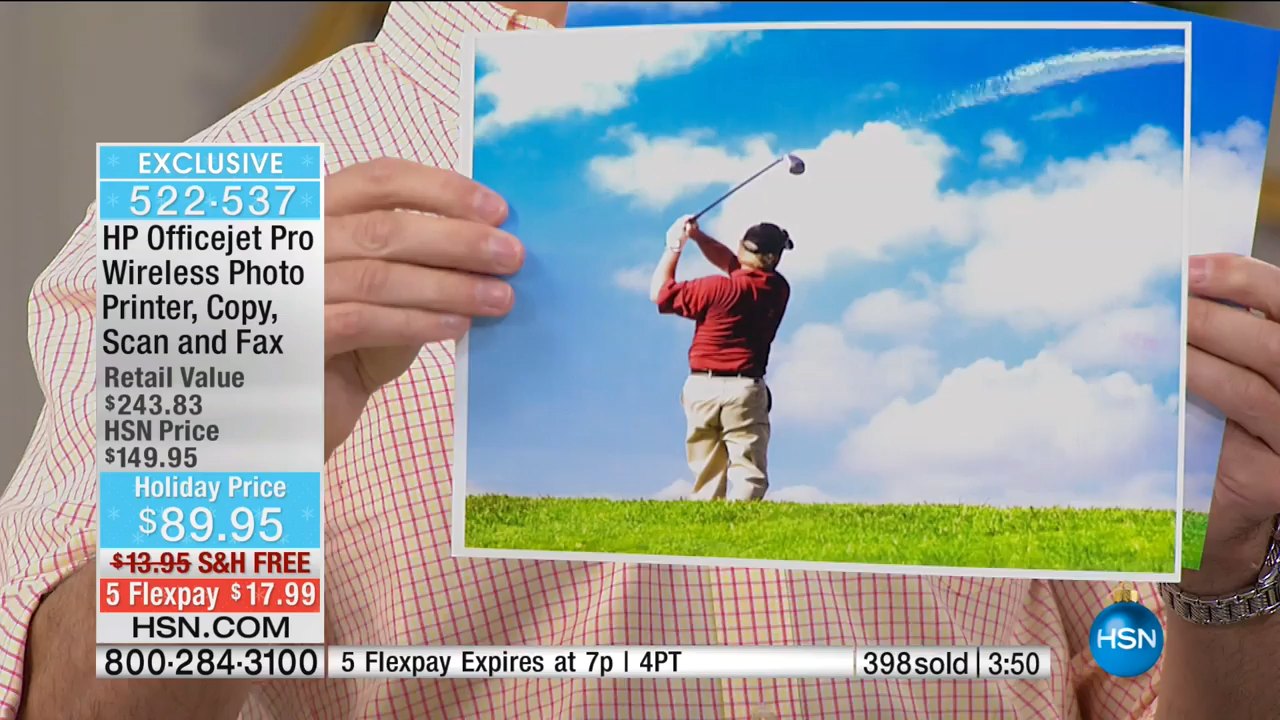 EXCLUSIVE
522·537
HP Officejet Pro
Wireless Photo
Printer, Copy,
Scan and Fax
Retail Value
$243.83
HSN Price
$149.95
Holiday Price
$89.95
$13.95 S&H FREE
5 Flexpay $17.99
HSN.COM
800·284·3100
5 Flexpay Expires at 7p | 4PT
398 sold | 3:50
HSN